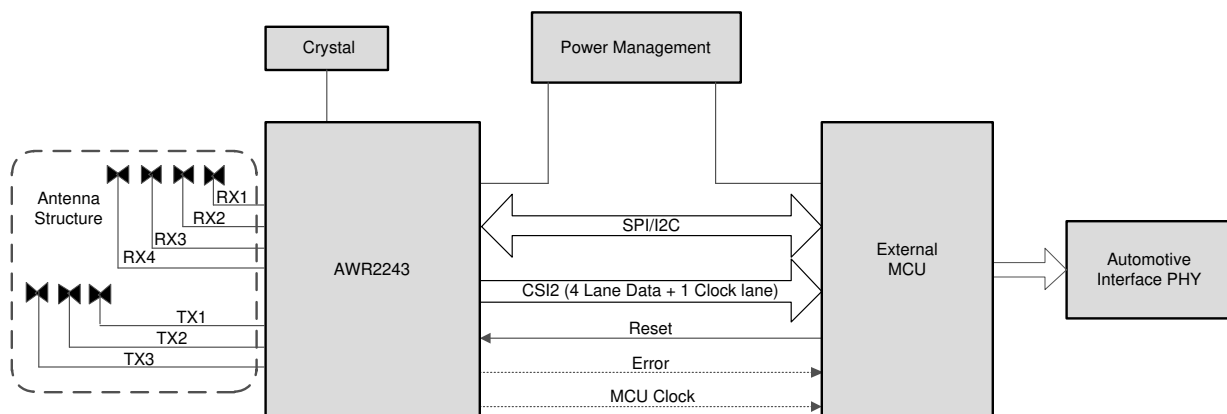 Crystal
Power Management
Antenna
Structure
RX1
RX2
RX3
RX4
TX1
TX2
TX3
AWR2243
SPI/I2C
CSI2 (4 Lane Data + 1 Clock lane)
Reset
Error
MCU Clock
External
MCU
Automotive
Interface PHY